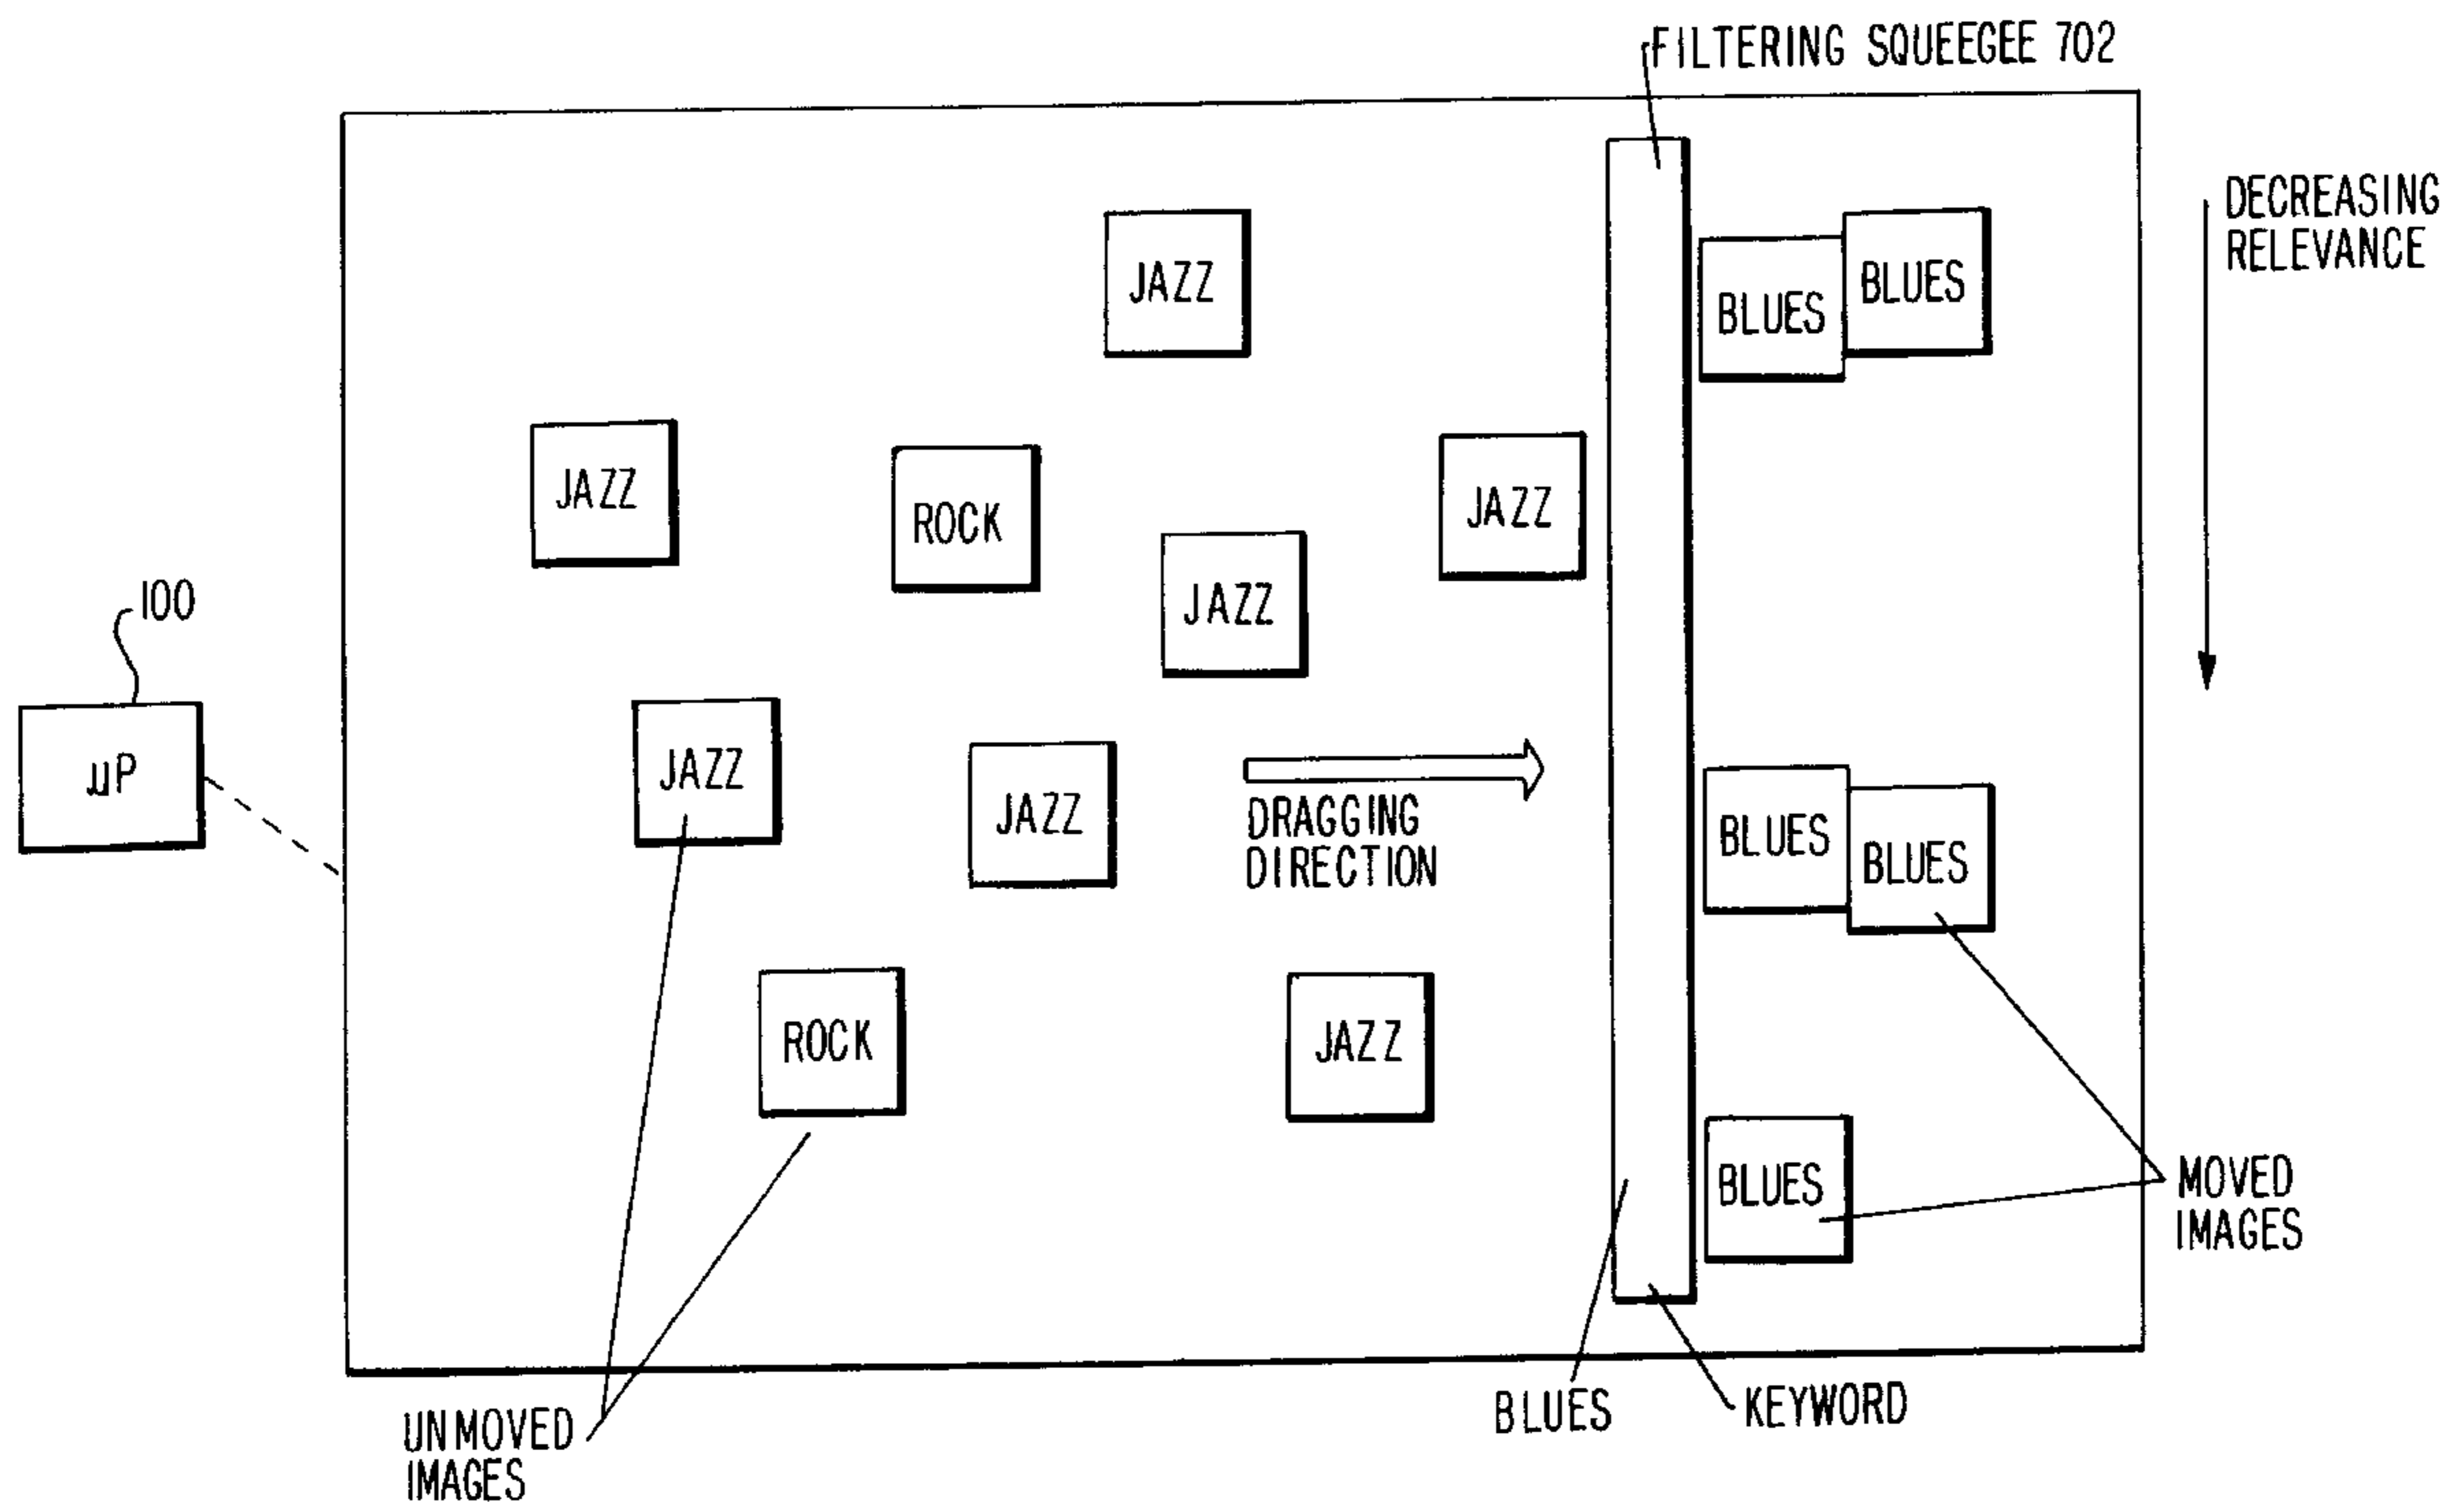 FILTERING SQUEEGEE 702
DECREASING
RELEVANCE
JAZZ
BLUES
BLUES
JAZZ
ROCK
JAZZ
JAZZ
100
µP
JAZZ
JAZZ
DRAGGING
DIRECTION
BLUES
BLUES
ROCK
JAZZ
BLUES
MOVED
IMAGES
BLUES
KEYWORD
UNMOVED
IMAGES